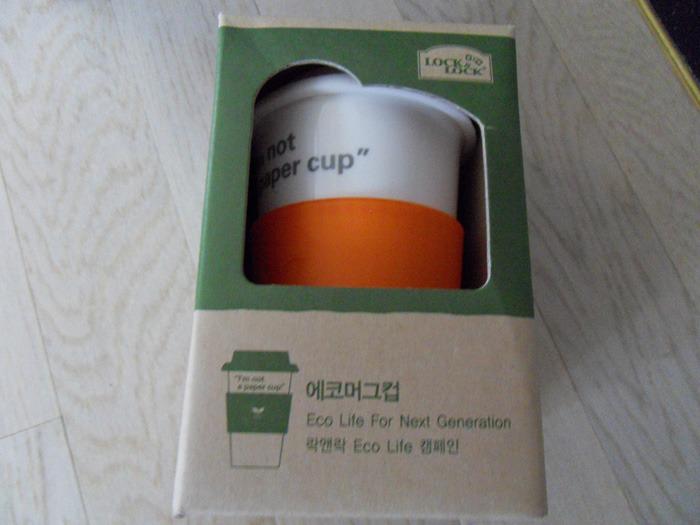 LOCK & LOCK
not
paper cup"
"I'm not
a paper cup"
에코머그컵
Eco Life For Next Generation
락앤락 Eco Life 캠페인